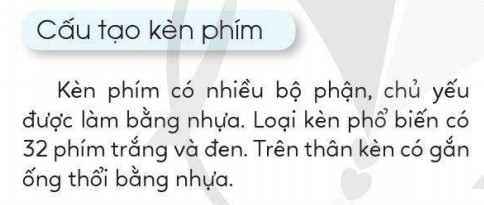 Cấu tạo kèn phím
Kèn phím có nhiều bộ phận, chủ yếu
được làm bằng nhựa. Loại kèn phổ biến có
32 phím trắng và đen. Trên thân kèn có gắn
ống thổi bằng nhựa.